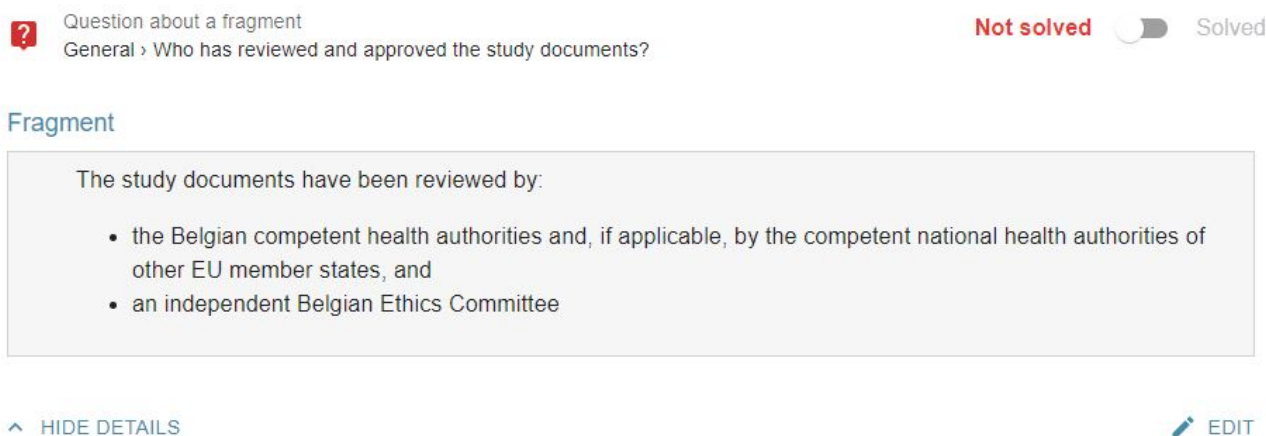 Question about a fragment
General › Who has reviewed and approved the study documents?
Not solved
Solved
Fragment
The study documents have been reviewed by:
• the Belgian competent health authorities and, if applicable, by the competent national health authorities of
other EU member states, and
• an independent Belgian Ethics Committee
HIDE DETAILS
EDIT